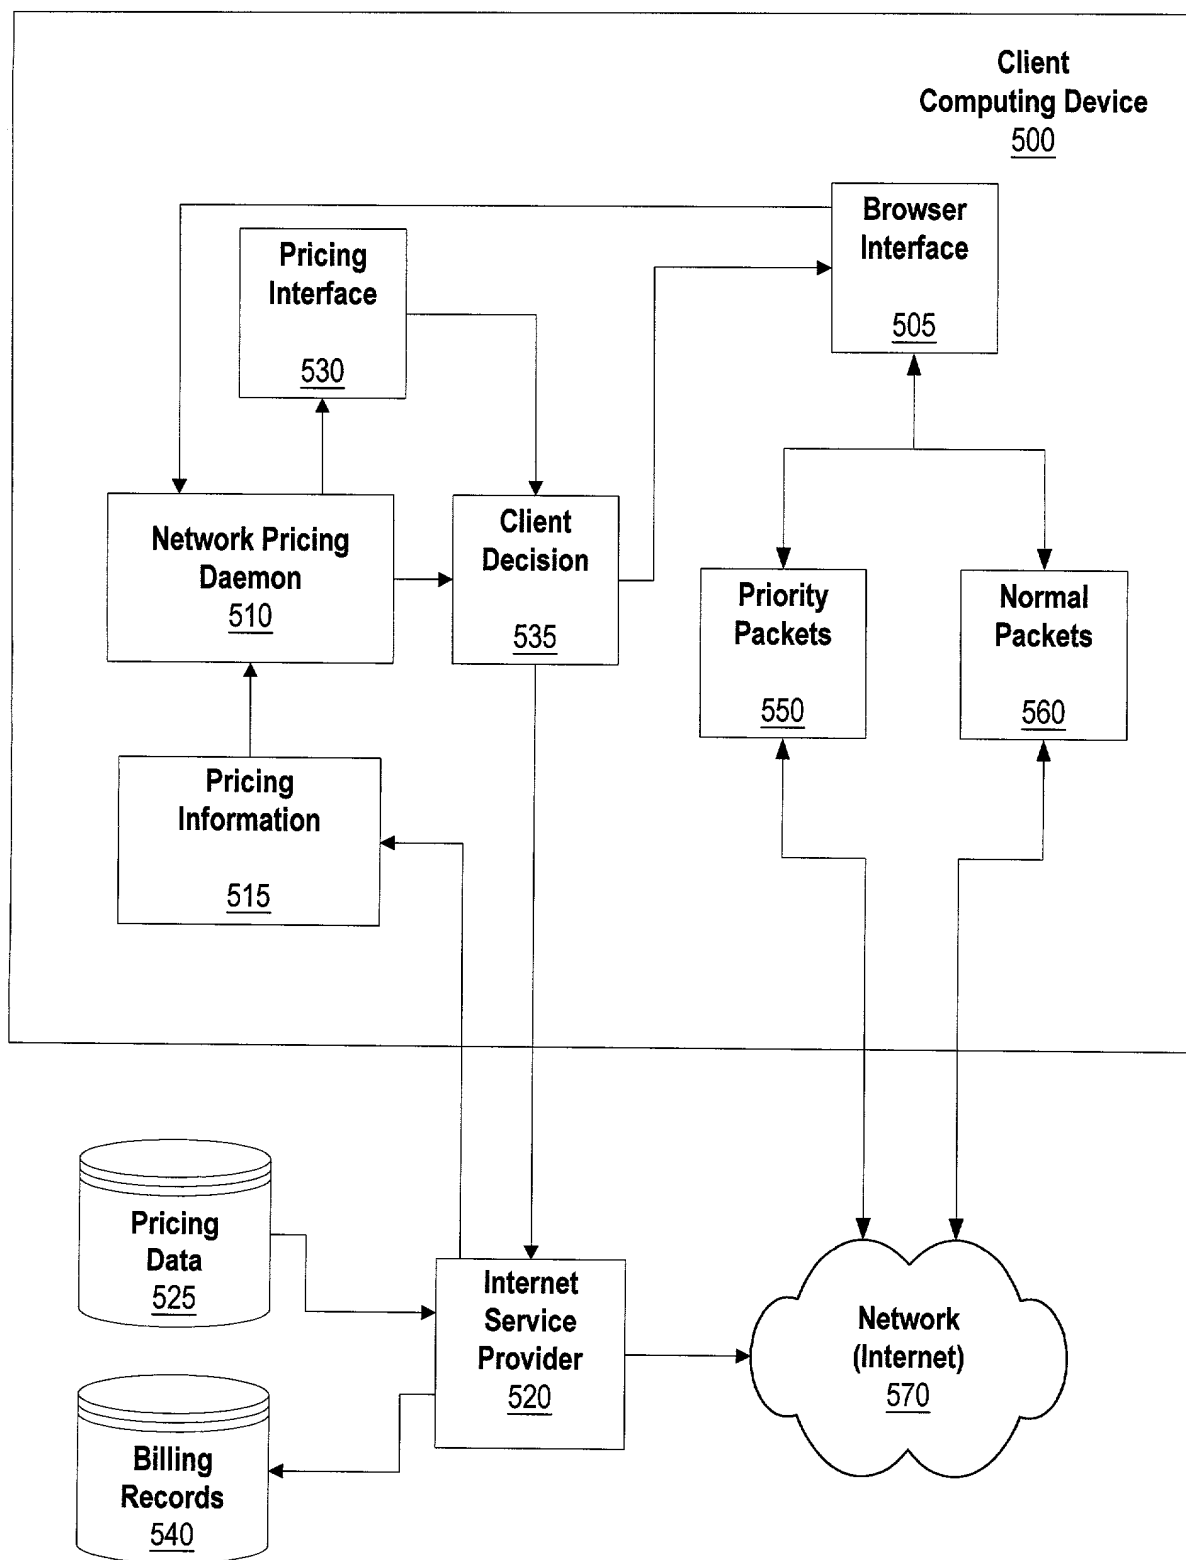 Client
Computing Device
500
Browser
Interface
505
Pricing
Interface
530
Network Pricing
Daemon
510
Client
Decision
535
Priority
Packets
550
Normal
Packets
560
Pricing
Information
515
Pricing
Data
525
Internet
Service
Provider
520
Network
(Internet)
570
Billing
Records
540